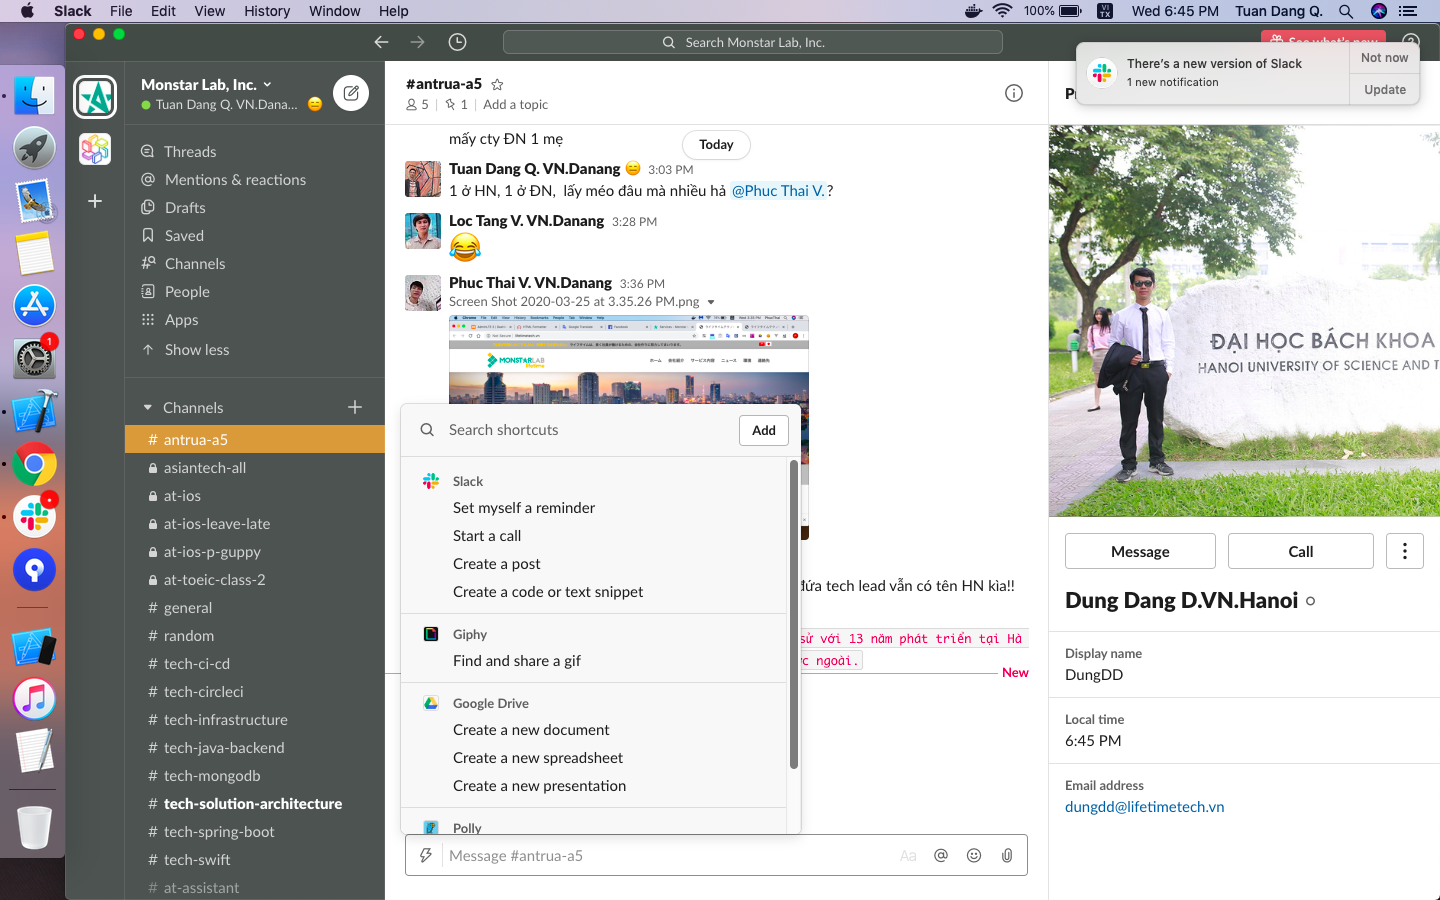 Slack File Edit View History Window Help
100% VI TX Wed 6:45 PM Tuan Dang Q.
Search Monstar Lab, Inc.
There's a new version of Slack
1 new notification
Not now
Update
Monstar Lab, Inc.
Tuan Dang Q. VN.Dana...
Threads
Mentions & reactions
Drafts
Saved
Channels
People
Apps
Show less
Channels
# antrua-a5
asiantech-all
at-ios
at-ios-leave-late
at-ios-p-guppy
at-toeic-class-2
# general
# random
# tech-ci-cd
# tech-circleci
# tech-infrastructure
# tech-java-backend
# tech-mongodb
# tech-solution-architecture
# tech-spring-boot
# tech-swift
# at-assistant
#antrua-a5
5 | 1 | Add a topic
mấy cty ĐN 1 mẹ
Today
Tuan Dang Q. VN.Danang 3:03 PM
1 ở HN, 1 ở ĐN, lấy méo đâu mà nhiều hả @Phuc Thai V.?
Loc Tang V. VN.Danang 3:28 PM
Phuc Thai V. VN.Danang 3:36 PM
Screen Shot 2020-03-25 at 3.35.26 PM.png
MONSTARLAB
Search shortcuts
Add
Slack
Set myself a reminder
Start a call
Create a post
Create a code or text snippet
Giphy
Find and share a gif
Google Drive
Create a new document
Create a new spreadsheet
Create a new presentation
Polly
đứa tech lead vẫn có tên HN kìa!!
sử với 13 năm phát triển tại Hà
ngoài.
New
Message #antrua-a5
Aa
ĐẠI HỌC BÁCH KHOA
HANOI UNIVERSITY OF SCIENCE AND T
Message
Call
Dung Dang D.VN.Hanoi
Display name
DungDD
Local time
6:45 PM
Email address
dungdd@lifetimetech.vn